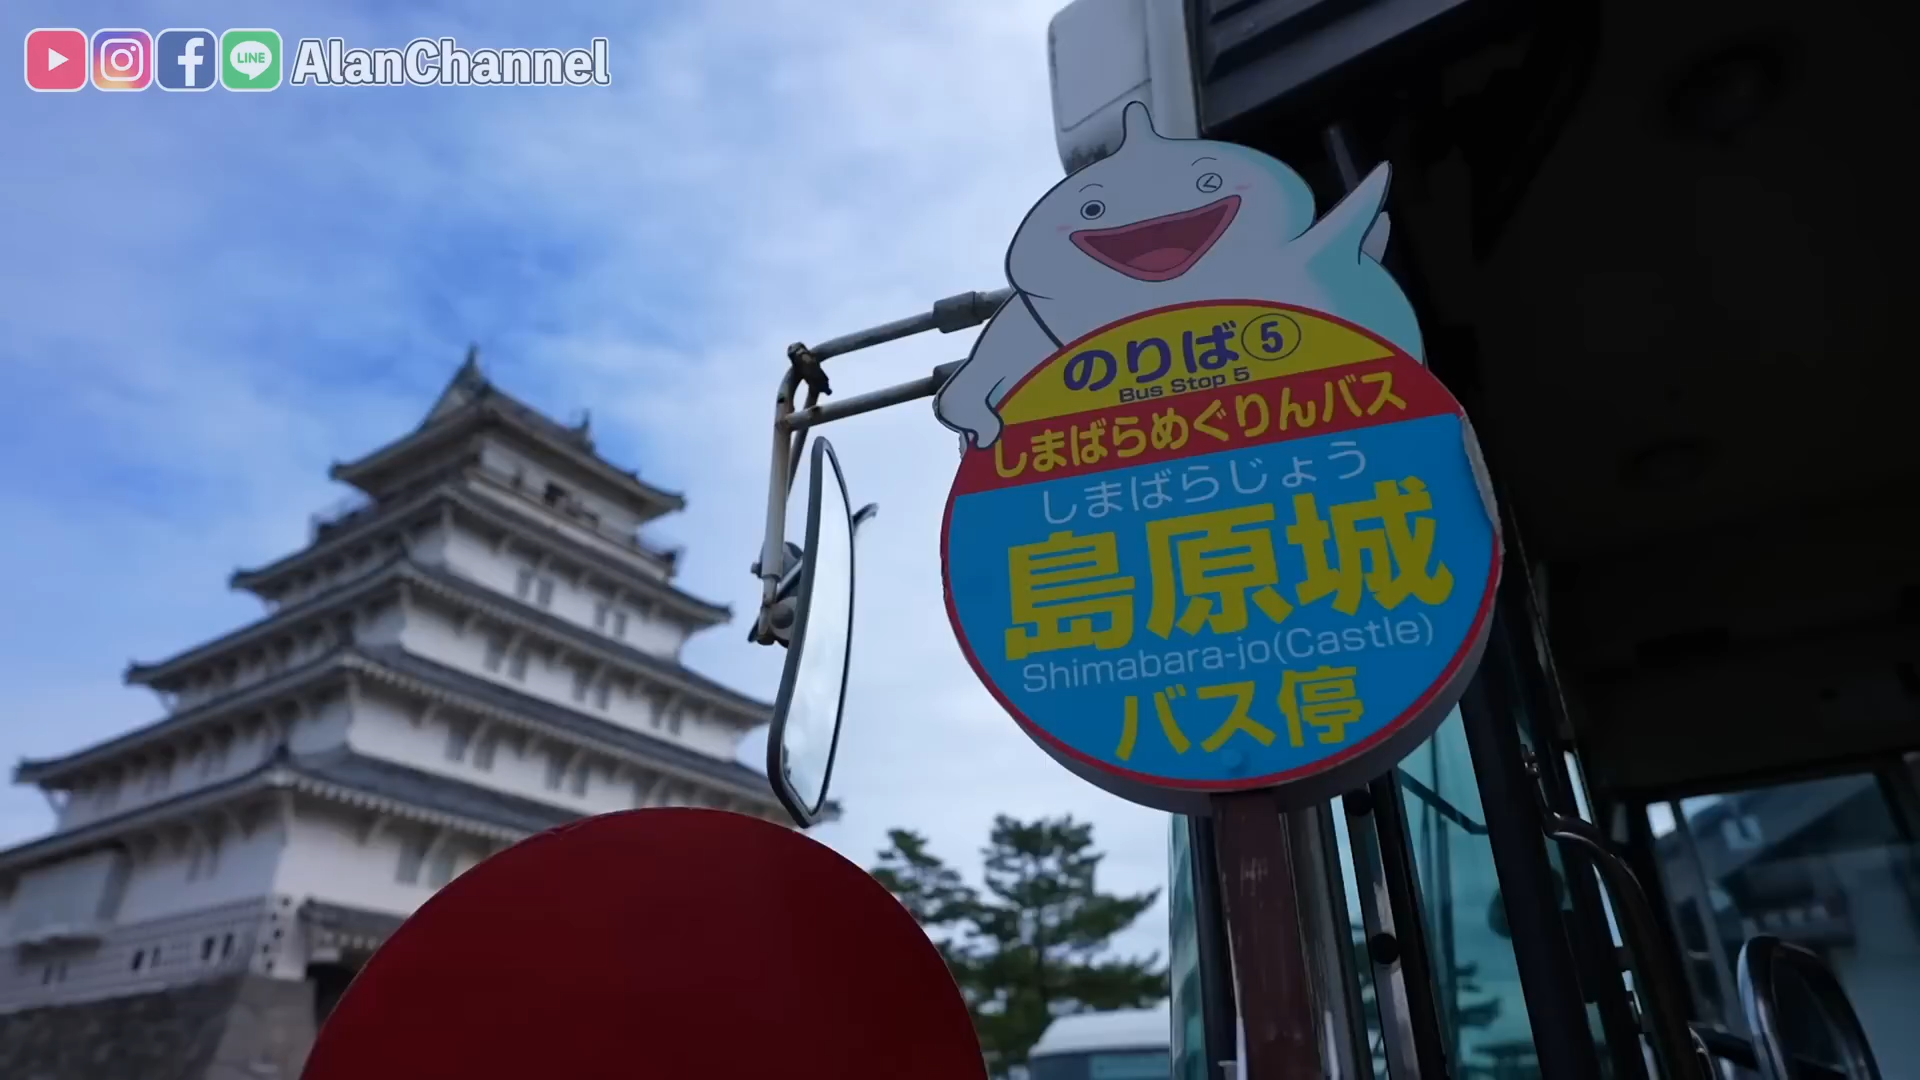 LINE
AlanChannel
のりば⑤
Bus Stop 5
しまばらめぐりんバス
しまばらじょう
島原城
Shimabara-jo(Castle)
バス停